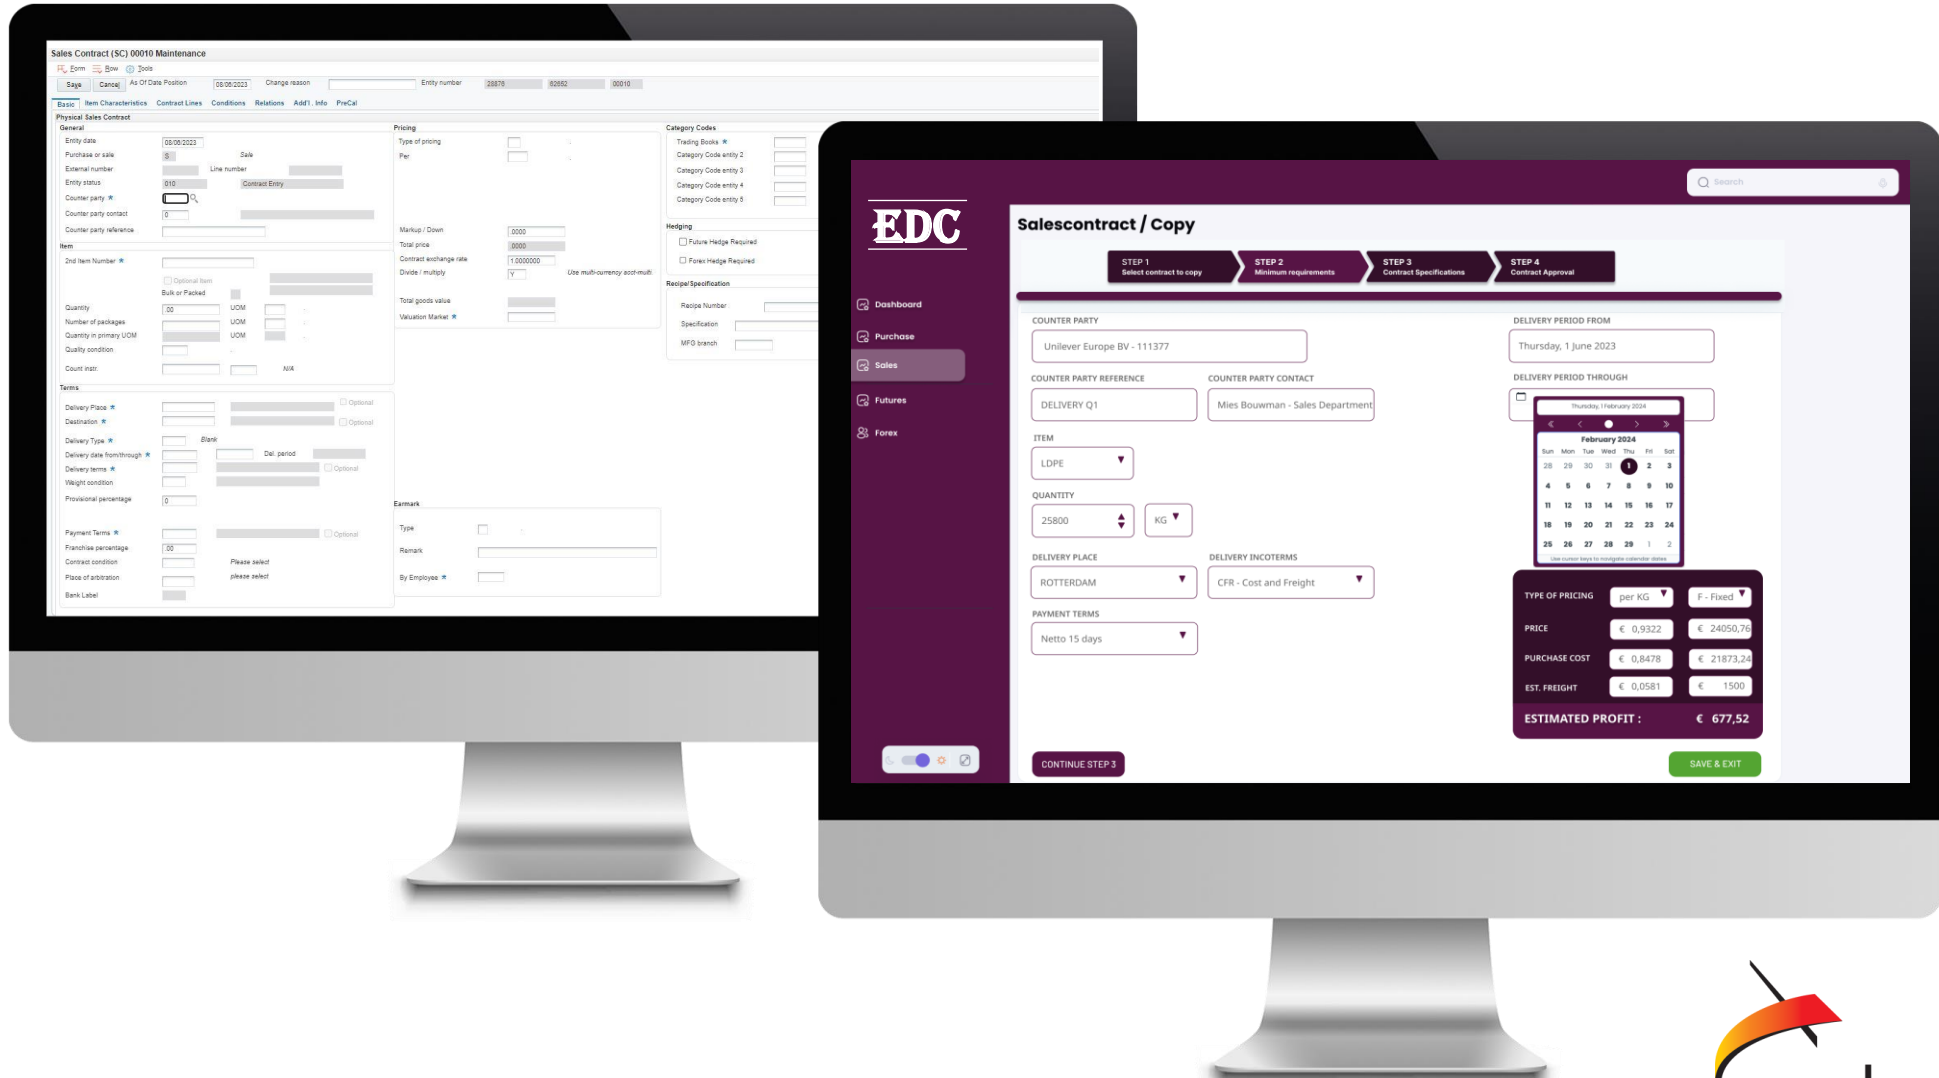 Sales Contract (SC) 00010 Maintenance
Form Row Tools
Save Cancel As Of Date Position 08/06/2023 Change reason Entity number 28876 62652 00010
Basic Item Characteristics Contract Lines Conditions Relations Add'l . Info PreCal
Physical Sales Contract
General
Entity date 08/06/2023
Purchase or sale S Sale
External number Line number
Entity status 010 Contract Entry
Counter party *
Counter party contact 0
Counter party reference
Item
2nd Item Number *
Optional Item
Bulk or Packed
Quantity .00 UOM
Number of packages UOM
Quantity in primary UOM UOM
Quality condition
Count instr. N/A
Terms
Delivery Place * Optional
Destination * Optional
Delivery Type * Blank
Delivery date from/through * Del. period
Delivery terms * Optional
Weight condition
Provisional percentage 0
Payment Terms * Optional
Franchise percentage .00
Contract condition Please select
Place of arbitration please select
Bank Label
Pricing
Type of pricing
Per
Markup / Down .0000
Total price .0000
Contract exchange rate 1.0000000
Divide / multiply Y Use multi-currency acct-multi
Total goods value
Valuation Market *
Earmark
Type
Remark
By Employee *
Category Codes
Trading Books *
Category Code entity 2
Category Code entity 3
Category Code entity 4
Category Code entity 5
Hedging
Future Hedge Required
Forex Hedge Required
Recipe/Specification
Recipe Number
Specification
MFG branch
Search
EDC
Dashboard
Purchase
Sales
Futures
Forex
Salescontract / Copy
STEP 1
Select contract to copy
STEP 2
Minimum requirements
STEP 3
Contract Specifications
STEP 4
Contract Approval
COUNTER PARTY
Unilever Europe BV - 111377
COUNTER PARTY REFERENCE COUNTER PARTY CONTACT
DELIVERY Q1 Mies Bouwman - Sales Department
ITEM
LDPE
QUANTITY
25800 KG
DELIVERY PLACE DELIVERY INCOTERMS
ROTTERDAM CFR - Cost and Freight
PAYMENT TERMS
Netto 15 days
DELIVERY PERIOD FROM
Thursday, 1 June 2023
DELIVERY PERIOD THROUGH
Thursday, 1 February 2024
February 2024
Sun Mon Tue Wed Thu Fri Sat
28 29 30 31 1 2 3
4 5 6 7 8 9 10
11 12 13 14 15 16 17
18 19 20 21 22 23 24
25 26 27 28 29 1 2
Use cursor keys to navigate calendar dates
TYPE OF PRICING per KG F - Fixed
PRICE € 0,9322 € 24050,76
PURCHASE COST € 0,8478 € 21873,24
EST. FREIGHT € 0,0581 € 1500
ESTIMATED PROFIT : € 677,52
CONTINUE STEP 3 SAVE & EXIT